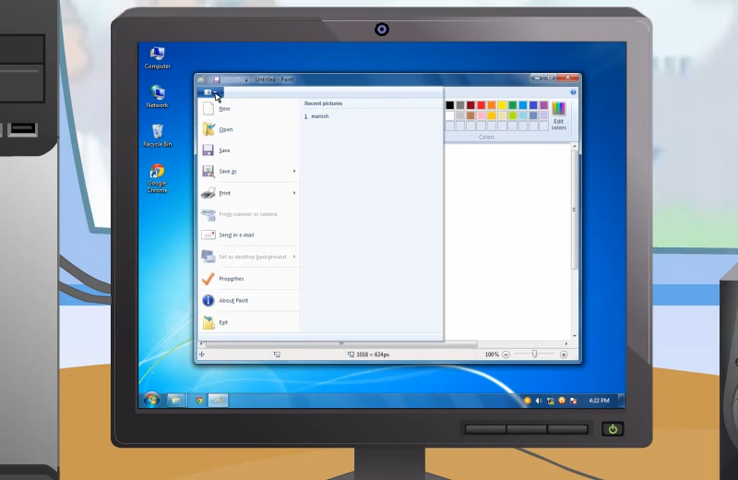 Computer
Network
Recycle Bin
Google Chrome
Untitled - Paint
New
Open
Save
Save as
Print
From scanner or camera
Send in e-mail
Set as desktop background
Properties
About Paint
Exit
Recent pictures
1 manish
Edit colors
Colors
1018 × 624px
100%
4:22 PM